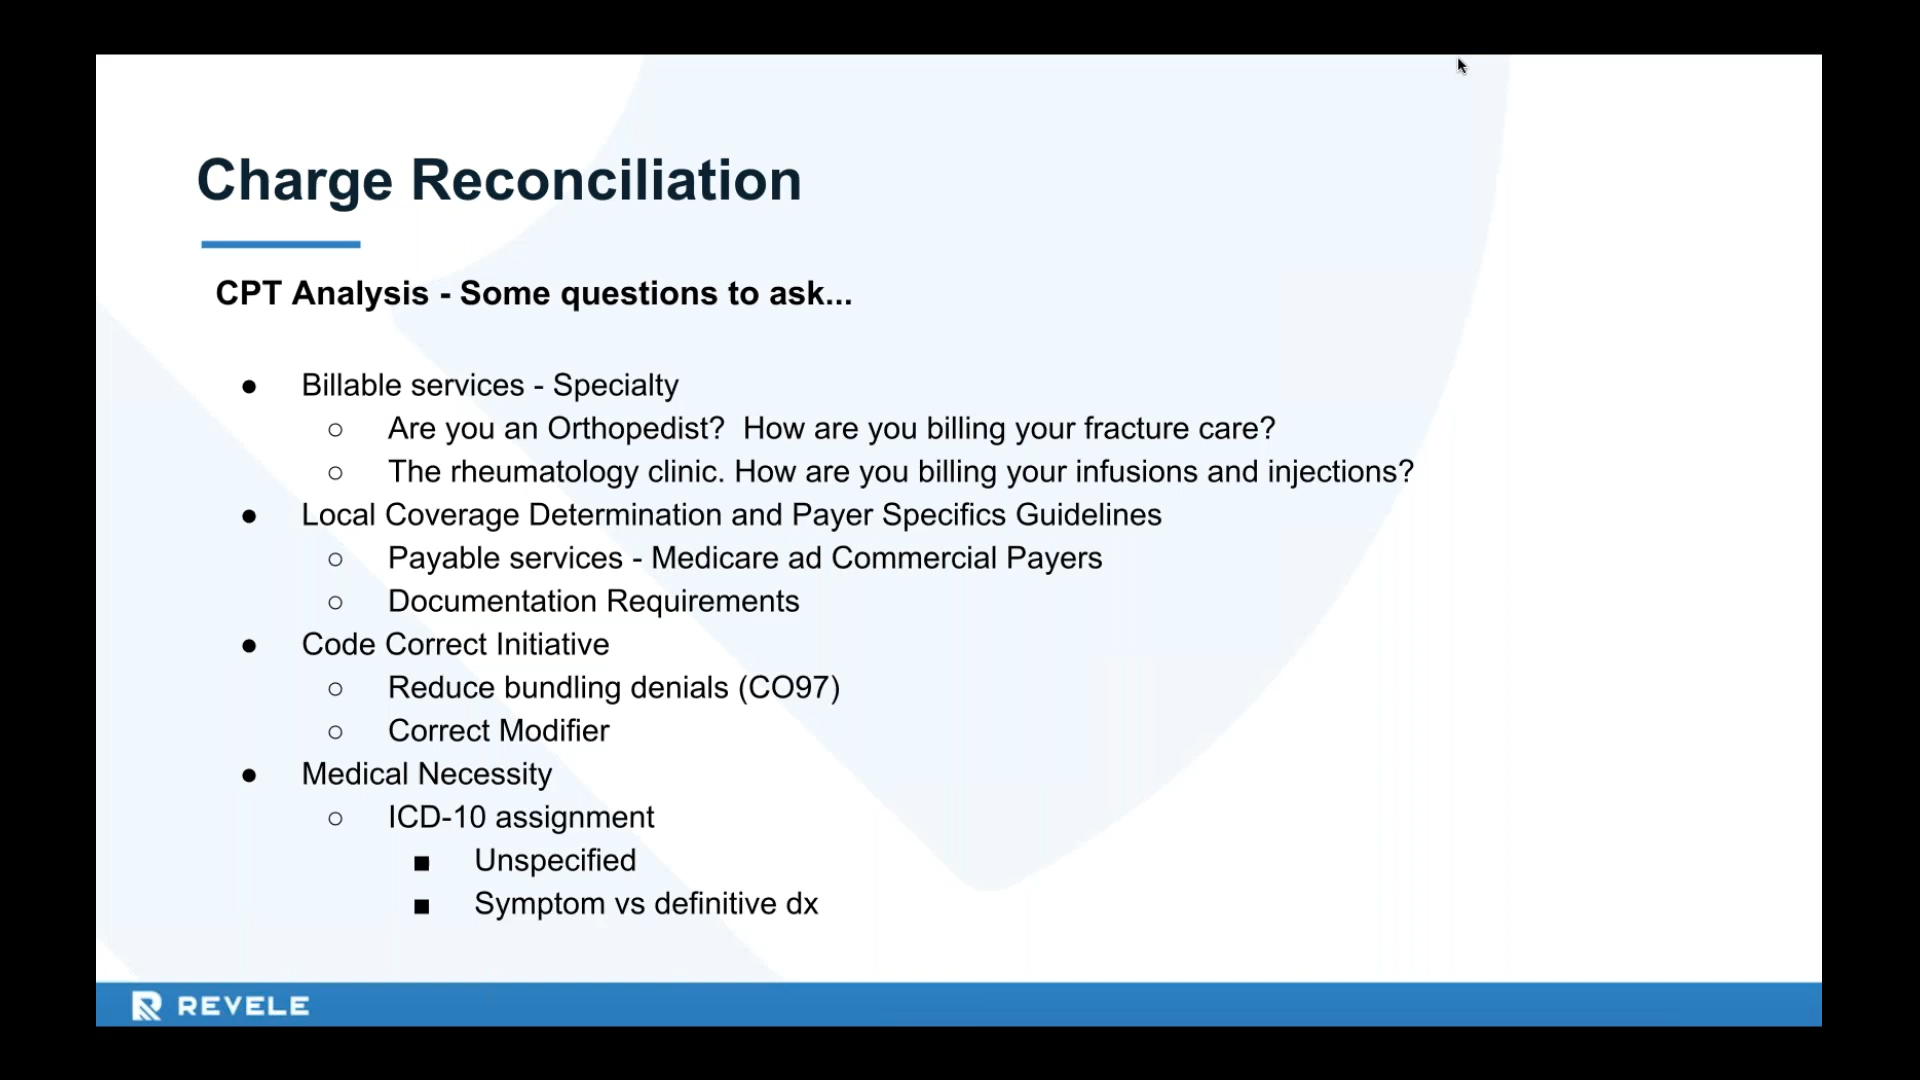 Charge Reconciliation
CPT Analysis - Some questions to ask...
● Billable services - Specialty
○ Are you an Orthopedist?  How are you billing your fracture care?
○ The rheumatology clinic. How are you billing your infusions and injections?
● Local Coverage Determination and Payer Specifics Guidelines
○ Payable services - Medicare ad Commercial Payers
○ Documentation Requirements
● Code Correct Initiative
○ Reduce bundling denials (CO97)
○ Correct Modifier
● Medical Necessity
○ ICD-10 assignment
■ Unspecified
■ Symptom vs definitive dx
REVELE